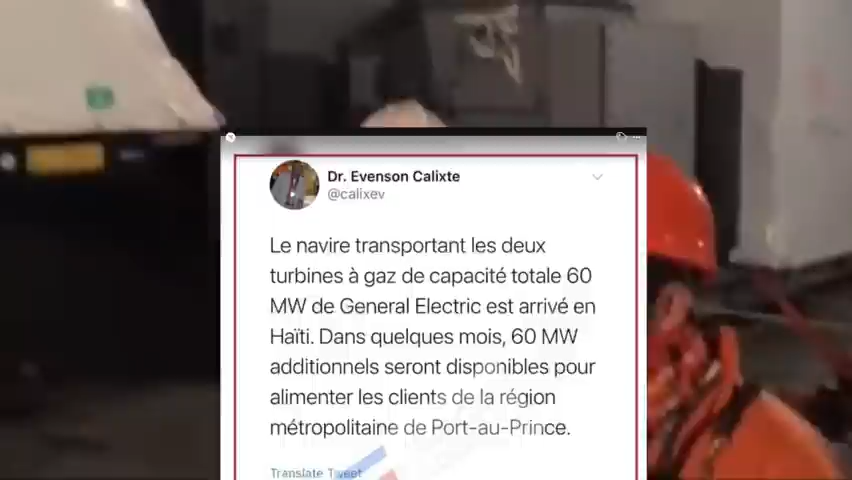 Dr. Evenson Calixte
@calixev
Le navire transportant les deux
turbines à gaz de capacité totale 60
MW de General Electric est arrivé en
Haïti. Dans quelques mois, 60 MW
additionnels seront disponibles pour
alimenter les clients de la région
métropolitaine de Port-au-Prince.
Translate Tweet